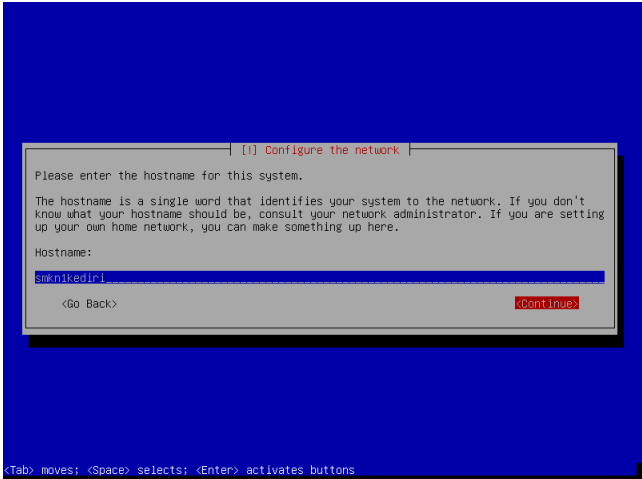 [!] Configure the network
Please enter the hostname for this system.
The hostname is a single word that identifies your system to the network. If you don't
know what your hostname should be, consult your network administrator. If you are setting
up your own home network, you can make something up here.
Hostname:
smkn1kediri
<Go Back> <Continue>
<Tab> moves; <Space> selects; <Enter> activates buttons